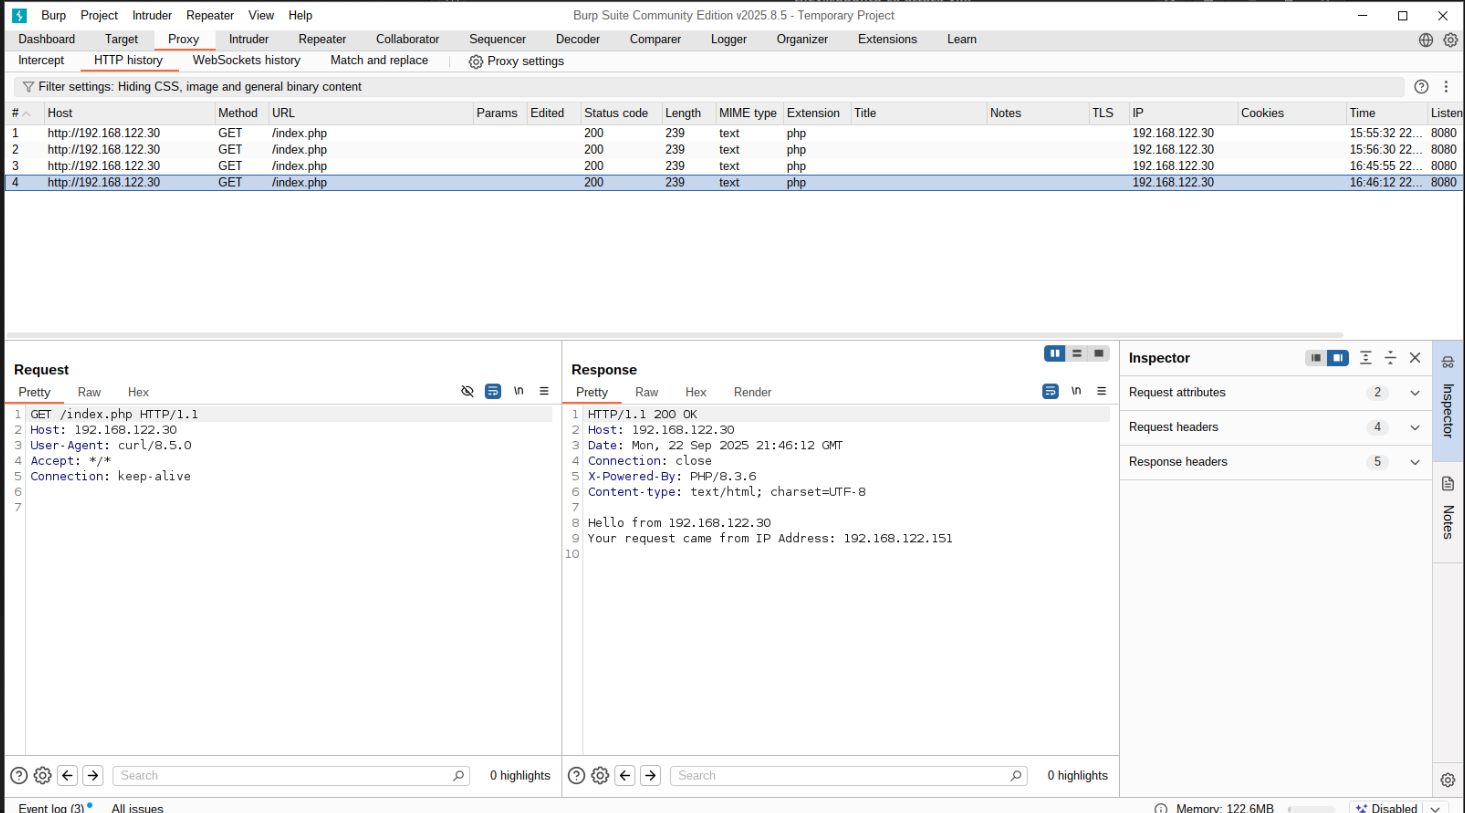 Burp Project Intruder Repeater View Help Burp Suite Community Edition v2025.8.5 - Temporary Project
Dashboard Target Proxy Intruder Repeater Collaborator Sequencer Decoder Comparer Logger Organizer Extensions Learn
Intercept HTTP history WebSockets history Match and replace Proxy settings
Filter settings: Hiding CSS, image and general binary content
# Host Method URL Params Edited Status code Length MIME type Extension Title Notes TLS IP Cookies Time Listen
1 http://192.168.122.30 GET /index.php 200 239 text php 192.168.122.30 15:55:32 22... 8080
2 http://192.168.122.30 GET /index.php 200 239 text php 192.168.122.30 15:56:30 22... 8080
3 http://192.168.122.30 GET /index.php 200 239 text php 192.168.122.30 16:45:55 22... 8080
4 http://192.168.122.30 GET /index.php 200 239 text php 192.168.122.30 16:46:12 22... 8080
Request
Pretty Raw Hex \n
1 GET /index.php HTTP/1.1
2 Host: 192.168.122.30
3 User-Agent: curl/8.5.0
4 Accept: */*
5 Connection: keep-alive
6
7
Search 0 highlights
Response
Pretty Raw Hex Render \n
1 HTTP/1.1 200 OK
2 Host: 192.168.122.30
3 Date: Mon, 22 Sep 2025 21:46:12 GMT
4 Connection: close
5 X-Powered-By: PHP/8.3.6
6 Content-type: text/html; charset=UTF-8
7
8 Hello from 192.168.122.30
9 Your request came from IP Address: 192.168.122.151
10
Search 0 highlights
Inspector
Request attributes 2
Request headers 4
Response headers 5
Inspector
Notes
Event log (3) All issues Memory: 122.6MB Disabled